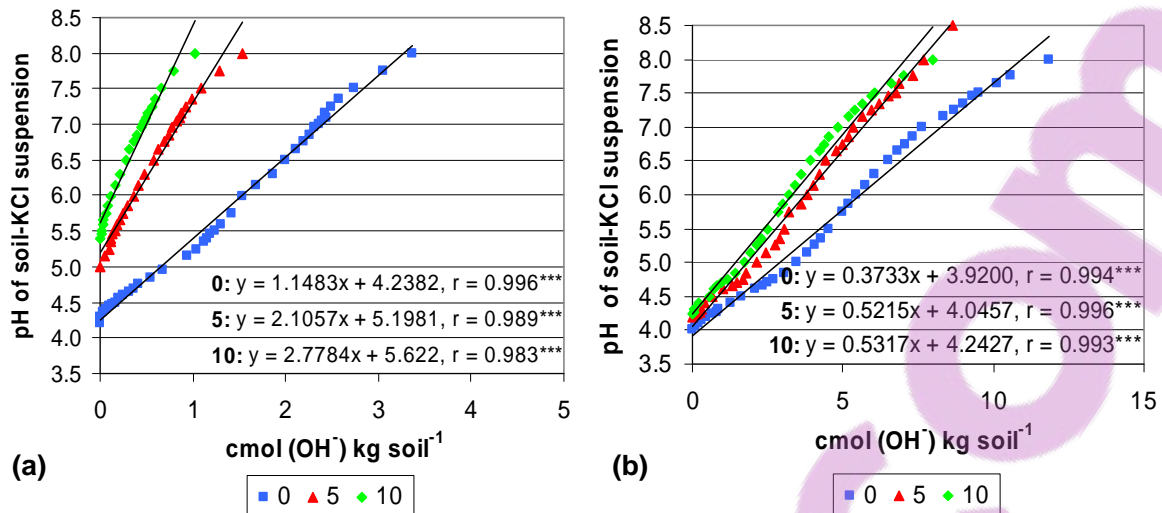 8.5
8.0
7.5
7.0
6.5
6.0
5.5
5.0
4.5
4.0
3.5
pH of soil-KCl suspension
0: y = 1.1483x + 4.2382, r = 0.996***
5: y = 2.1057x + 5.1981, r = 0.989***
10: y = 2.7784x + 5.622, r = 0.983***
0 1 2 3 4 5
cmol (OH⁻) kg soil⁻¹
(a)
0 5 10
8.5
8.0
7.5
7.0
6.5
6.0
5.5
5.0
4.5
4.0
3.5
pH of soil-KCl suspension
0: y = 0.3733x + 3.9200, r = 0.994***
5: y = 0.5215x + 4.0457, r = 0.996***
10: y = 0.5317x + 4.2427, r = 0.993***
0 5 10 15
cmol (OH⁻) kg soil⁻¹
(b)
0 5 10